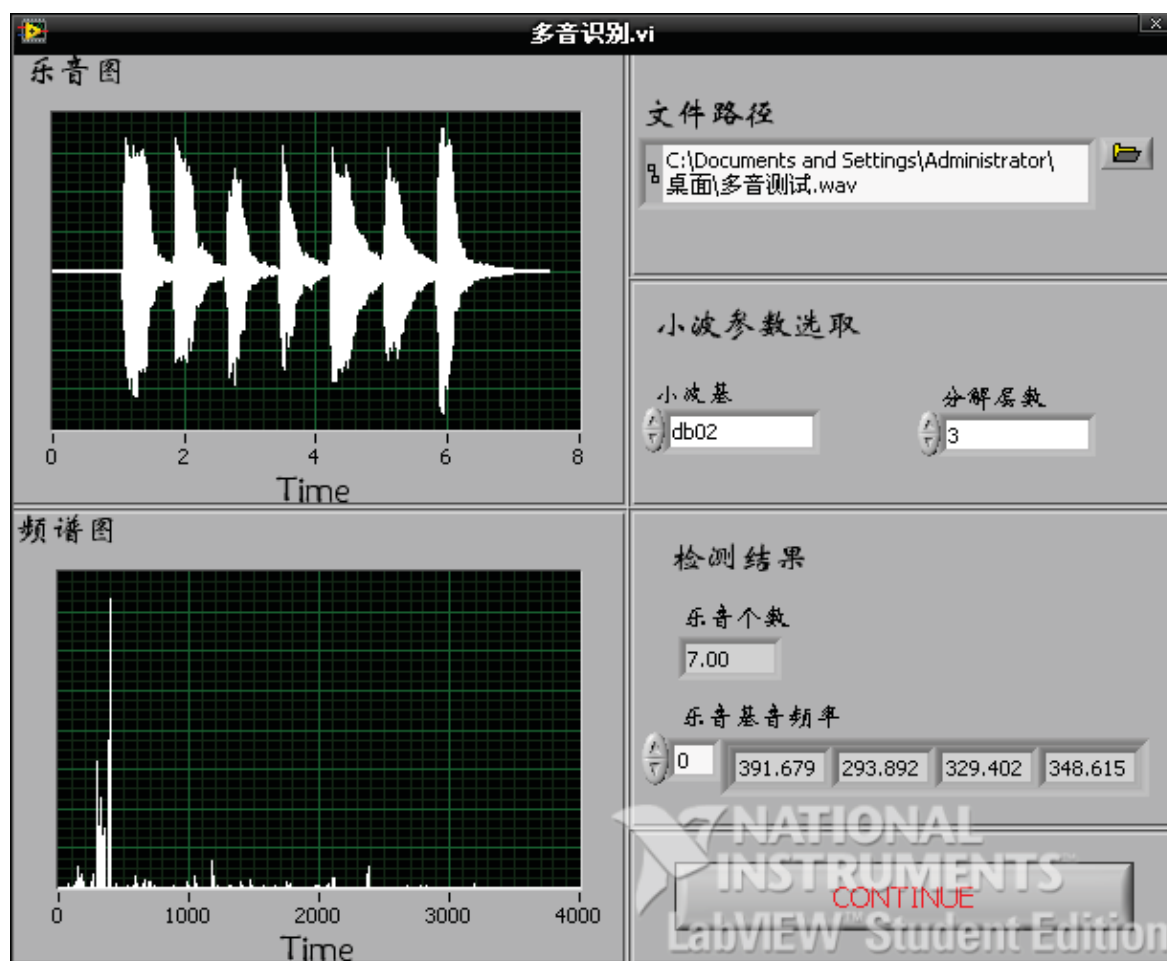 多音识别.vi
乐音图
0 2 4 6 8
Time
频谱图
0 1000 2000 3000 4000
Time
文件路径
C:\Documents and Settings\Administrator\
桌面\多音测试.wav
小波参数选取
小波基 分解层数
db02 3
检测结果
乐音个数
7.00
乐音基音频率
0 391.679 293.892 329.402 348.615
NATIONAL
INSTRUMENTS™
CONTINUE
LabVIEW™ Student Edition